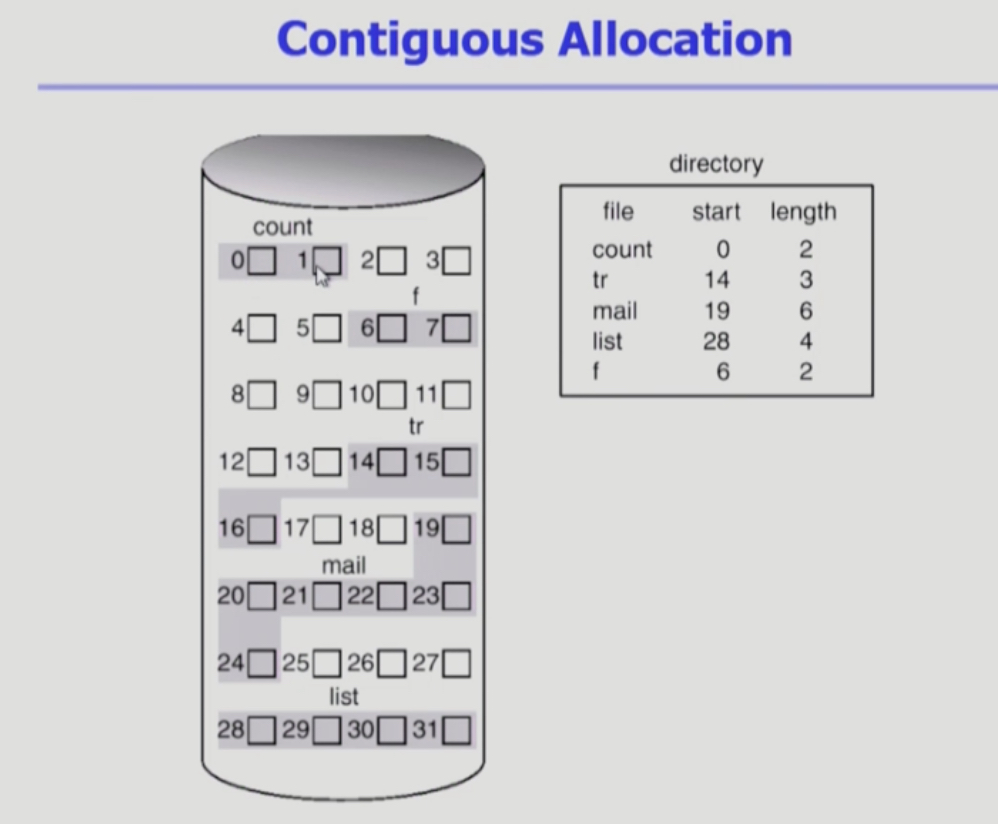 Contiguous Allocation
directory
file start length
count 0 2
tr 14 3
mail 19 6
list 28 4
f 6 2
count
0 1 2 3
f
4 5 6 7
8 9 10 11
tr
12 13 14 15
16 17 18 19
mail
20 21 22 23
24 25 26 27
list
28 29 30 31